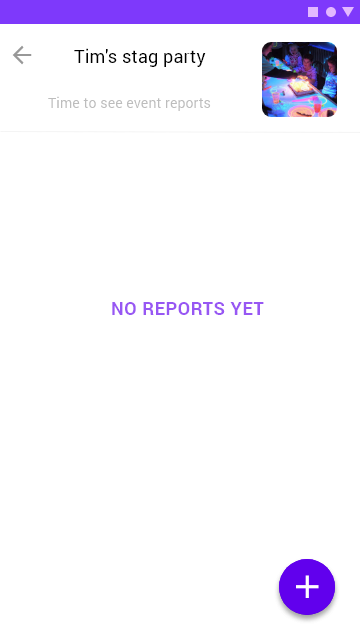 Tim's stag party
Time to see event reports
NO REPORTS YET